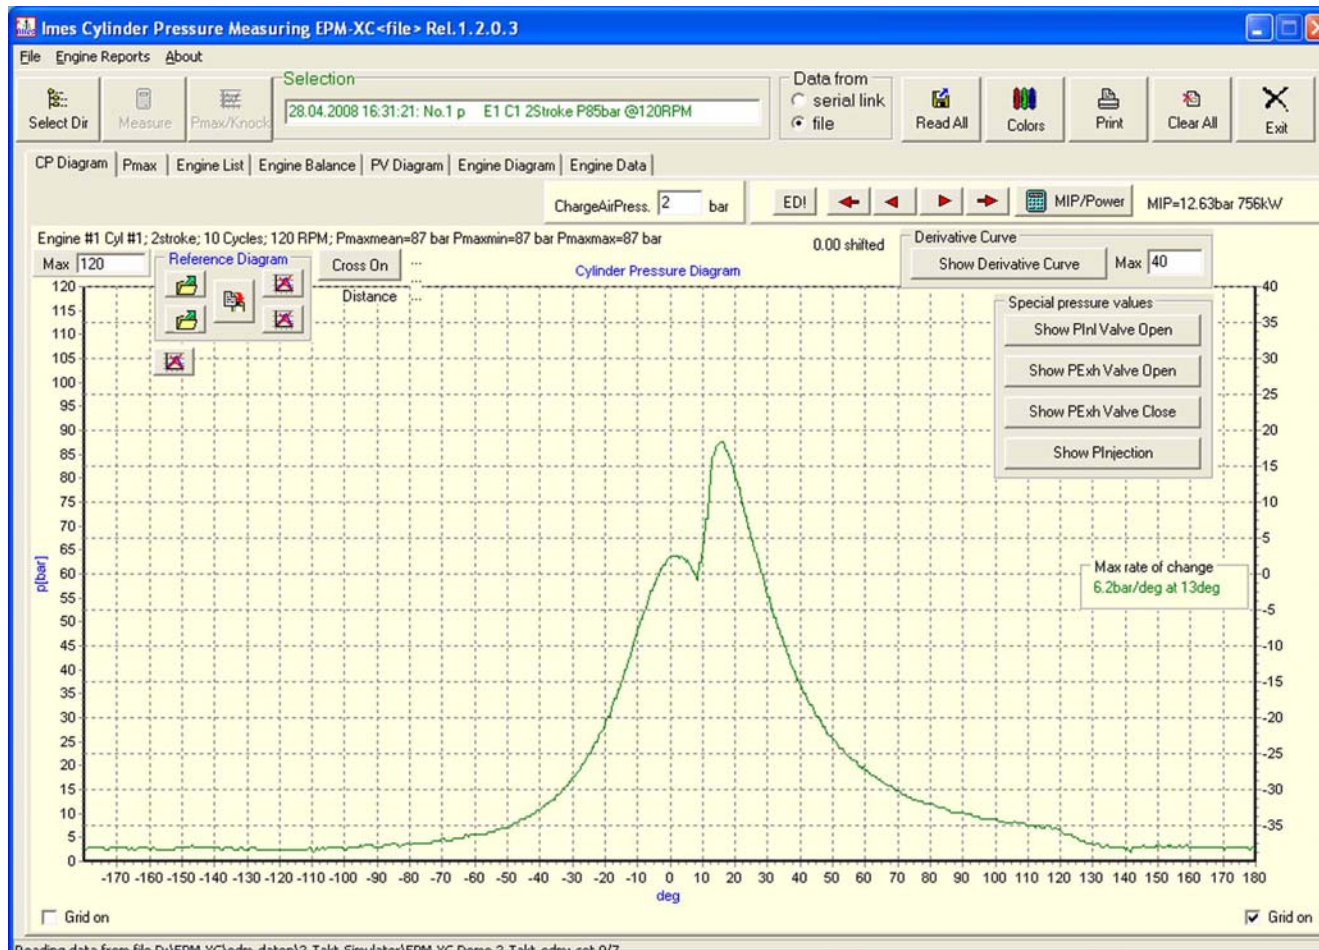 Imes Cylinder Pressure Measuring EPM-XC<file> Rel.1.2.0.3
File Engine Reports About
Select Dir
Measure
Pmax/Knock
Selection
28.04.2008 16:31:21: No.1 p E1 C1 2Stroke P85bar @120RPM
Data from
serial link
file
Read All
Colors
Print
Clear All
Exit
CP Diagram Pmax Engine List Engine Balance PV Diagram Engine Diagram Engine Data
ChargeAirPress. 2 bar
ED!
MIP/Power
MIP=12.63bar 756kW
Engine #1 Cyl #1; 2stroke; 10 Cycles; 120 RPM; Pmaxmean=87 bar Pmaxmin=87 bar Pmaxmax=87 bar
0.00 shifted
Derivative Curve
Show Derivative Curve Max 40
Max 120
Reference Diagram
Cross On ...
...
Distance ...
Cylinder Pressure Diagram
Special pressure values
Show PInl Valve Open
Show PExh Valve Open
Show PExh Valve Close
Show PInjection
Max rate of change
6.2bar/deg at 13deg
120
115
110
105
100
95
90
85
80
75
70
65
60
55
50
45
40
35
30
25
20
15
10
5
0
p[bar]
40
35
30
25
20
15
10
5
0
-5
-10
-15
-20
-25
-30
-35
-170 -160 -150 -140 -130 -120 -110 -100 -90 -80 -70 -60 -50 -40 -30 -20 -10 0 10 20 30 40 50 60 70 80 90 100 110 120 130 140 150 160 170 180
deg
Grid on
Grid on